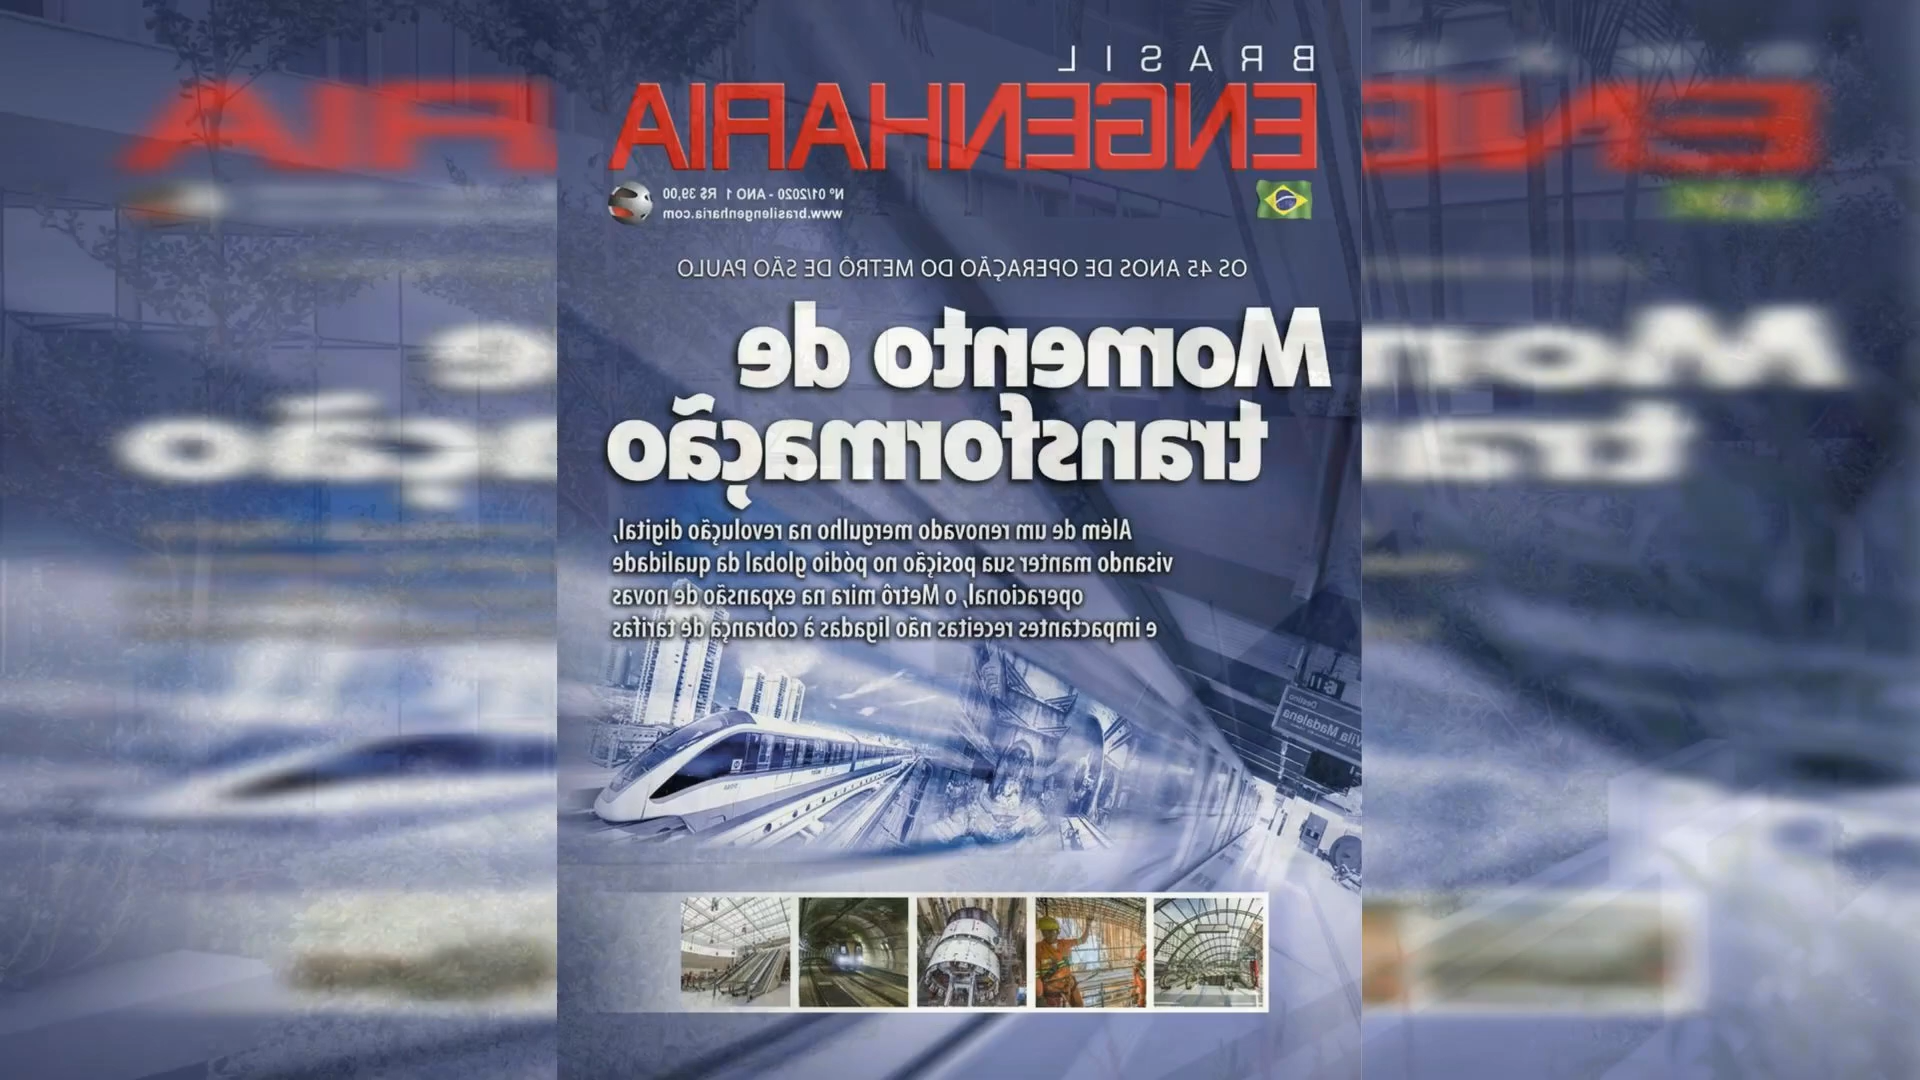 BRASIL
ENGENHARIA
Nº 01/2020 - ANO 1 R$ 39,00
www.brasilengenharia.com
OS 45 ANOS DE OPERAÇÃO DO METRÔ DE SÃO PAULO
Momento de
transformação
Além de um renovado mergulho na revolução digital,
visando manter sua posição no pódio global da qualidade
operacional, o Metrô mira na expansão de novas
e impactantes receitas não ligadas à cobrança de tarifas
Destino
Vila Madalena